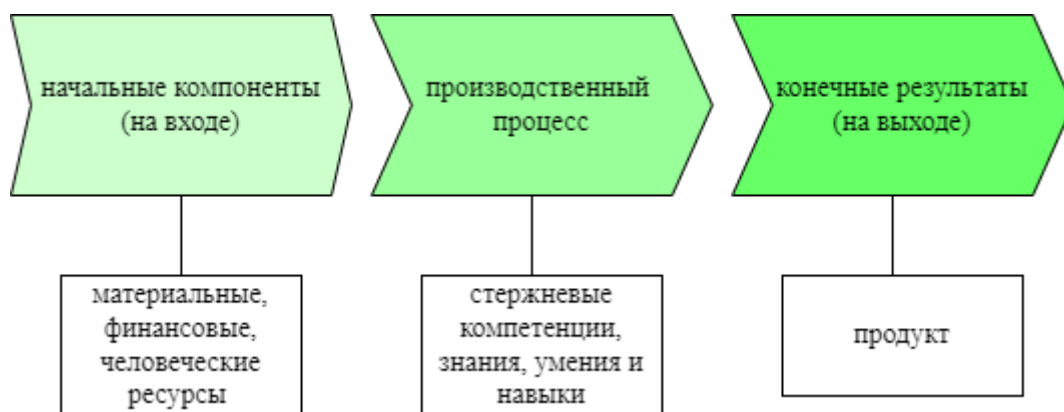 начальные компоненты
(на входе)
производственный
процесс
конечные результаты
(на выходе)
материальные,
финансовые,
человеческие
ресурсы
стержневые
компетенции,
знания, умения и
навыки
продукт